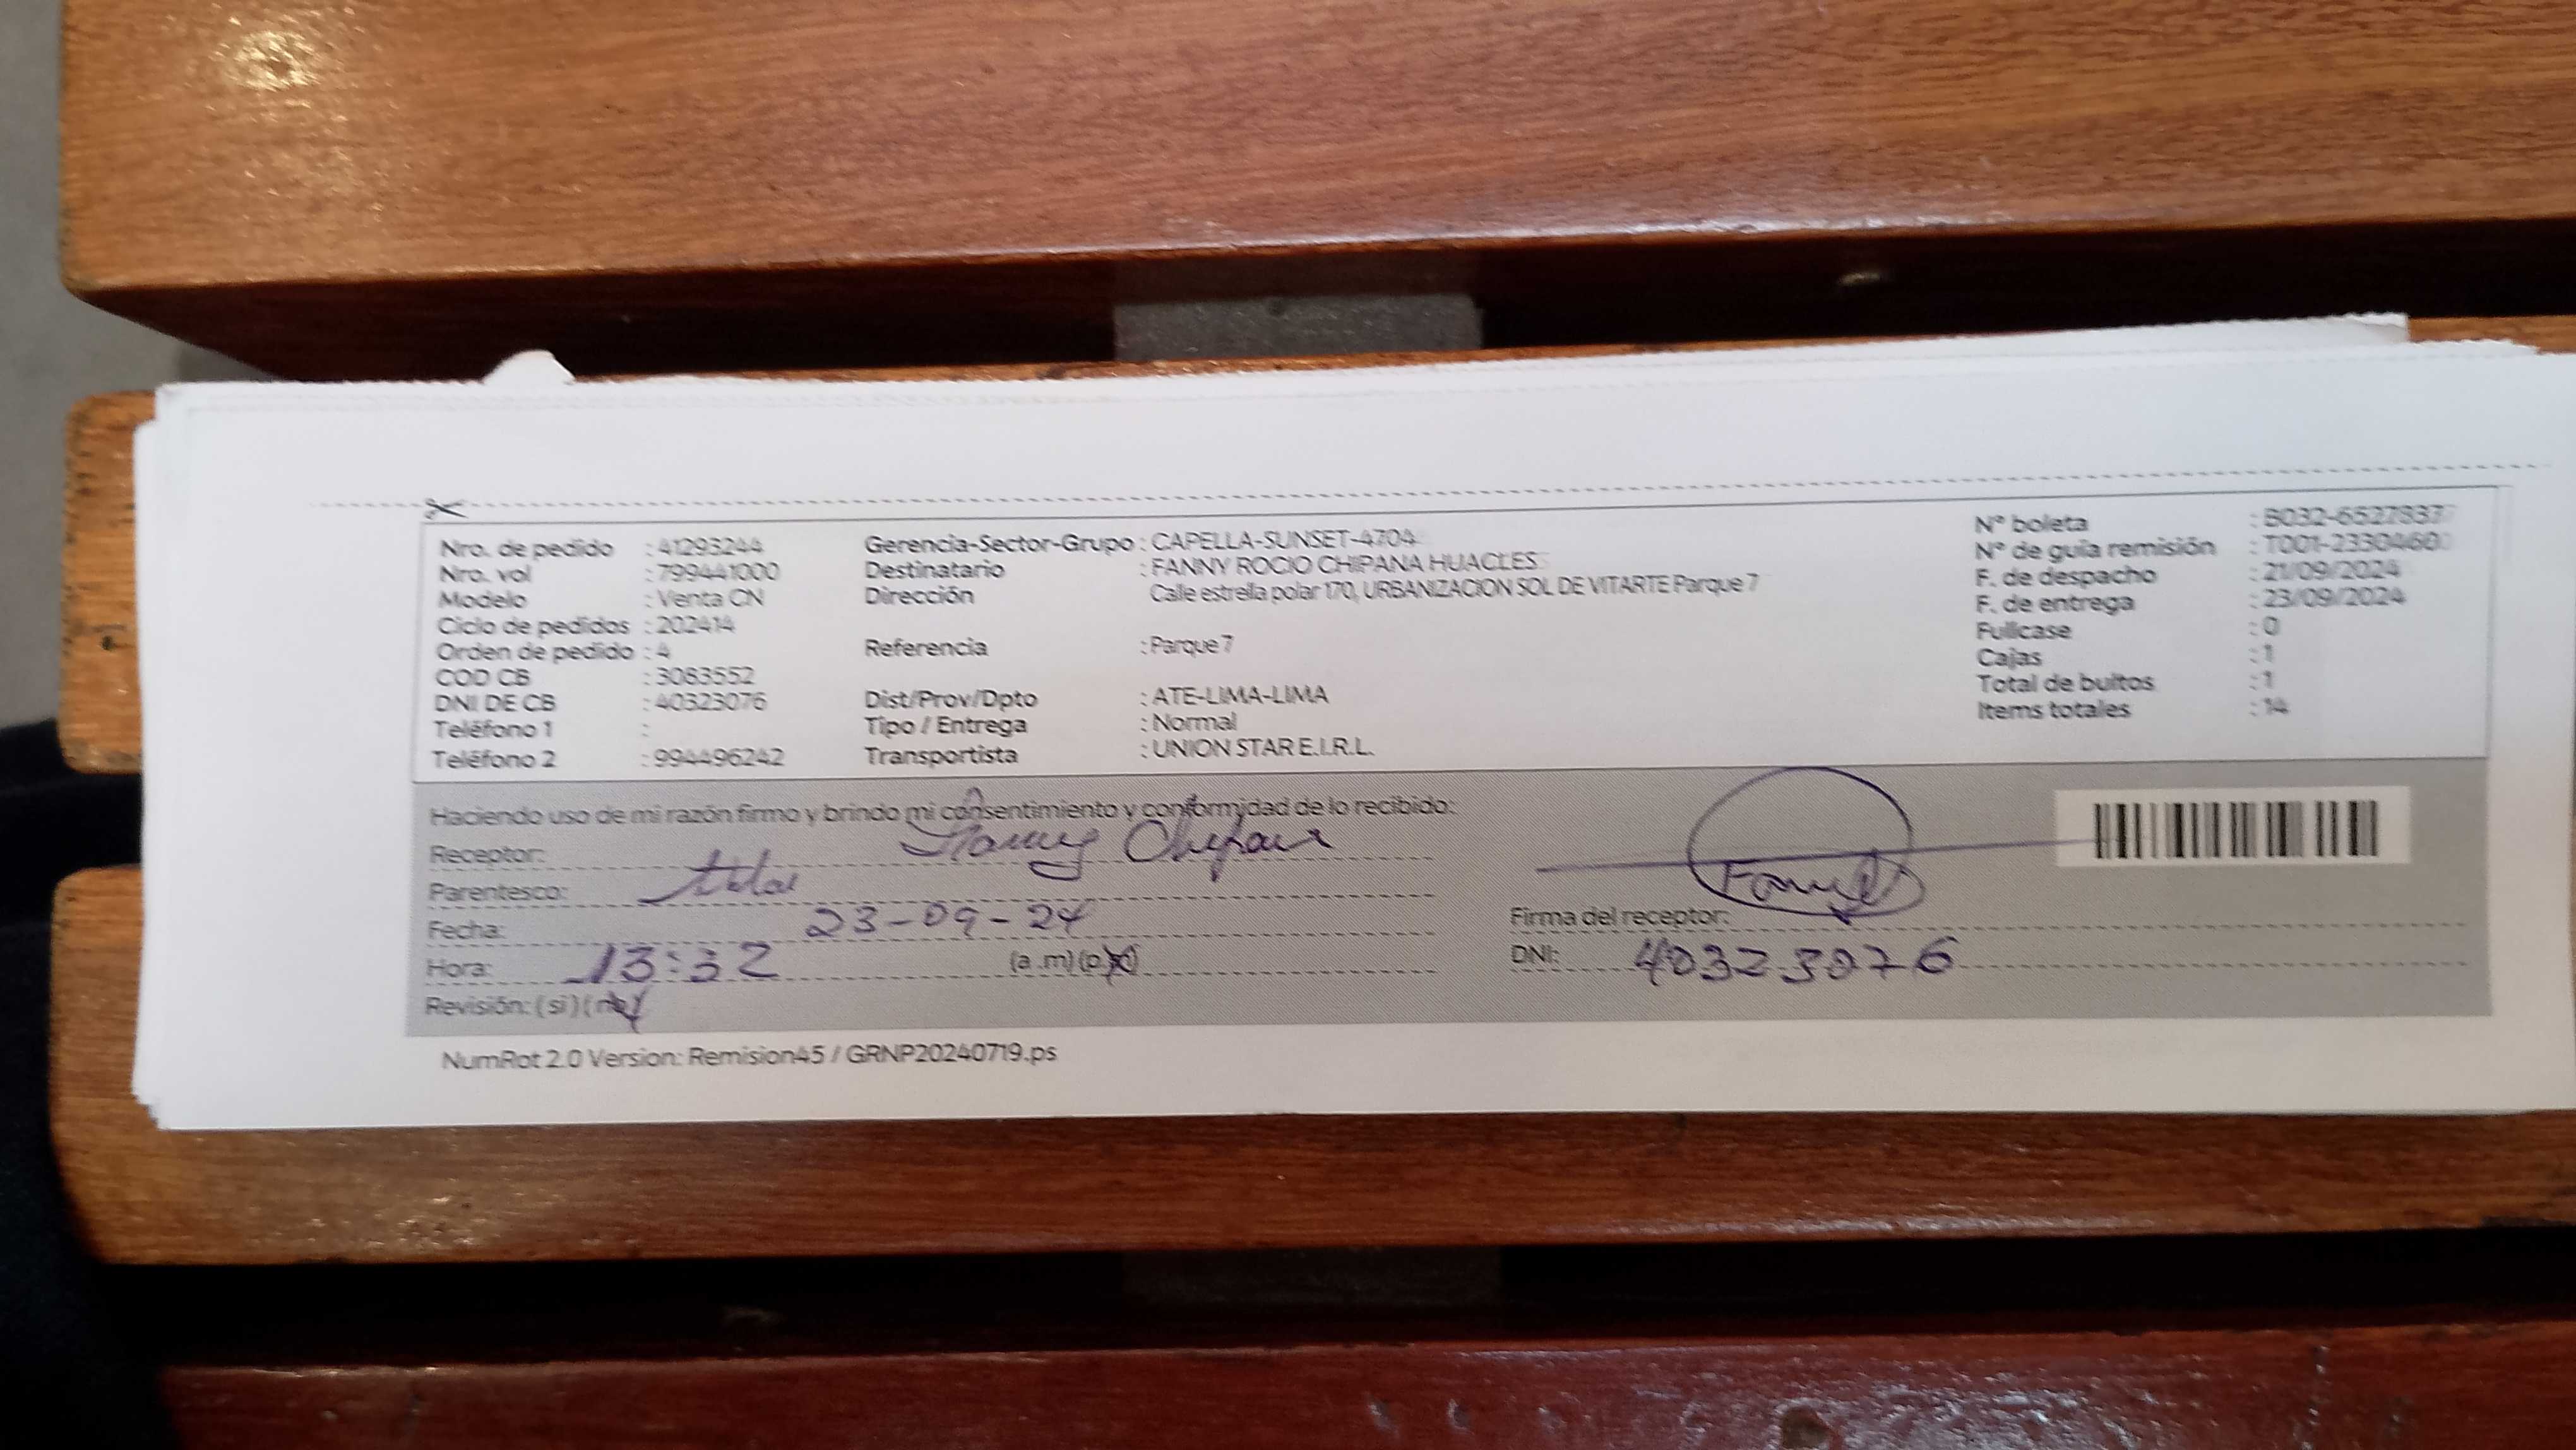 Nro. de pedido : 41293244
Nro. vol : 799441000
Modelo : Venta CN
Ciclo de pedidos : 202414
Orden de pedido : 4
COD CB : 3083552
DNI DE CB : 40323076
Teléfono 1 :
Teléfono 2 : 994496242
Gerencia-Sector-Grupo : CAPELLA-SUNSET-4704
Destinatario : FANNY ROCIO CHIPANA HUACLES
Dirección Calle estrella polar 170, URBANIZACION SOL DE VITARTE Parque 7
Referencia : Parque 7
Dist/Prov/Dpto : ATE-LIMA-LIMA
Tipo / Entrega : Normal
Transportista : UNION STAR E.I.R.L.
N° boleta : B032-65278377
N° de guía remisión : T001-23304600
F. de despacho : 21/09/2024
F. de entrega : 23/09/2024
Fullcase : 0
Cajas : 1
Total de bultos : 1
Items totales : 14
Haciendo uso de mi razón firmo y brindo mi consentimiento y conformidad de lo recibido:
Receptor: Fanny Chipana
Parentesco:
Fecha: 23-09-24
Hora: 13:32 (a .m) (p.m)
Revisión: ( si ) ( no )
Fanny
Firma del receptor:
DNI: 40323076
NumRot 2.0 Version: Remision45 / GRNP20240719.ps